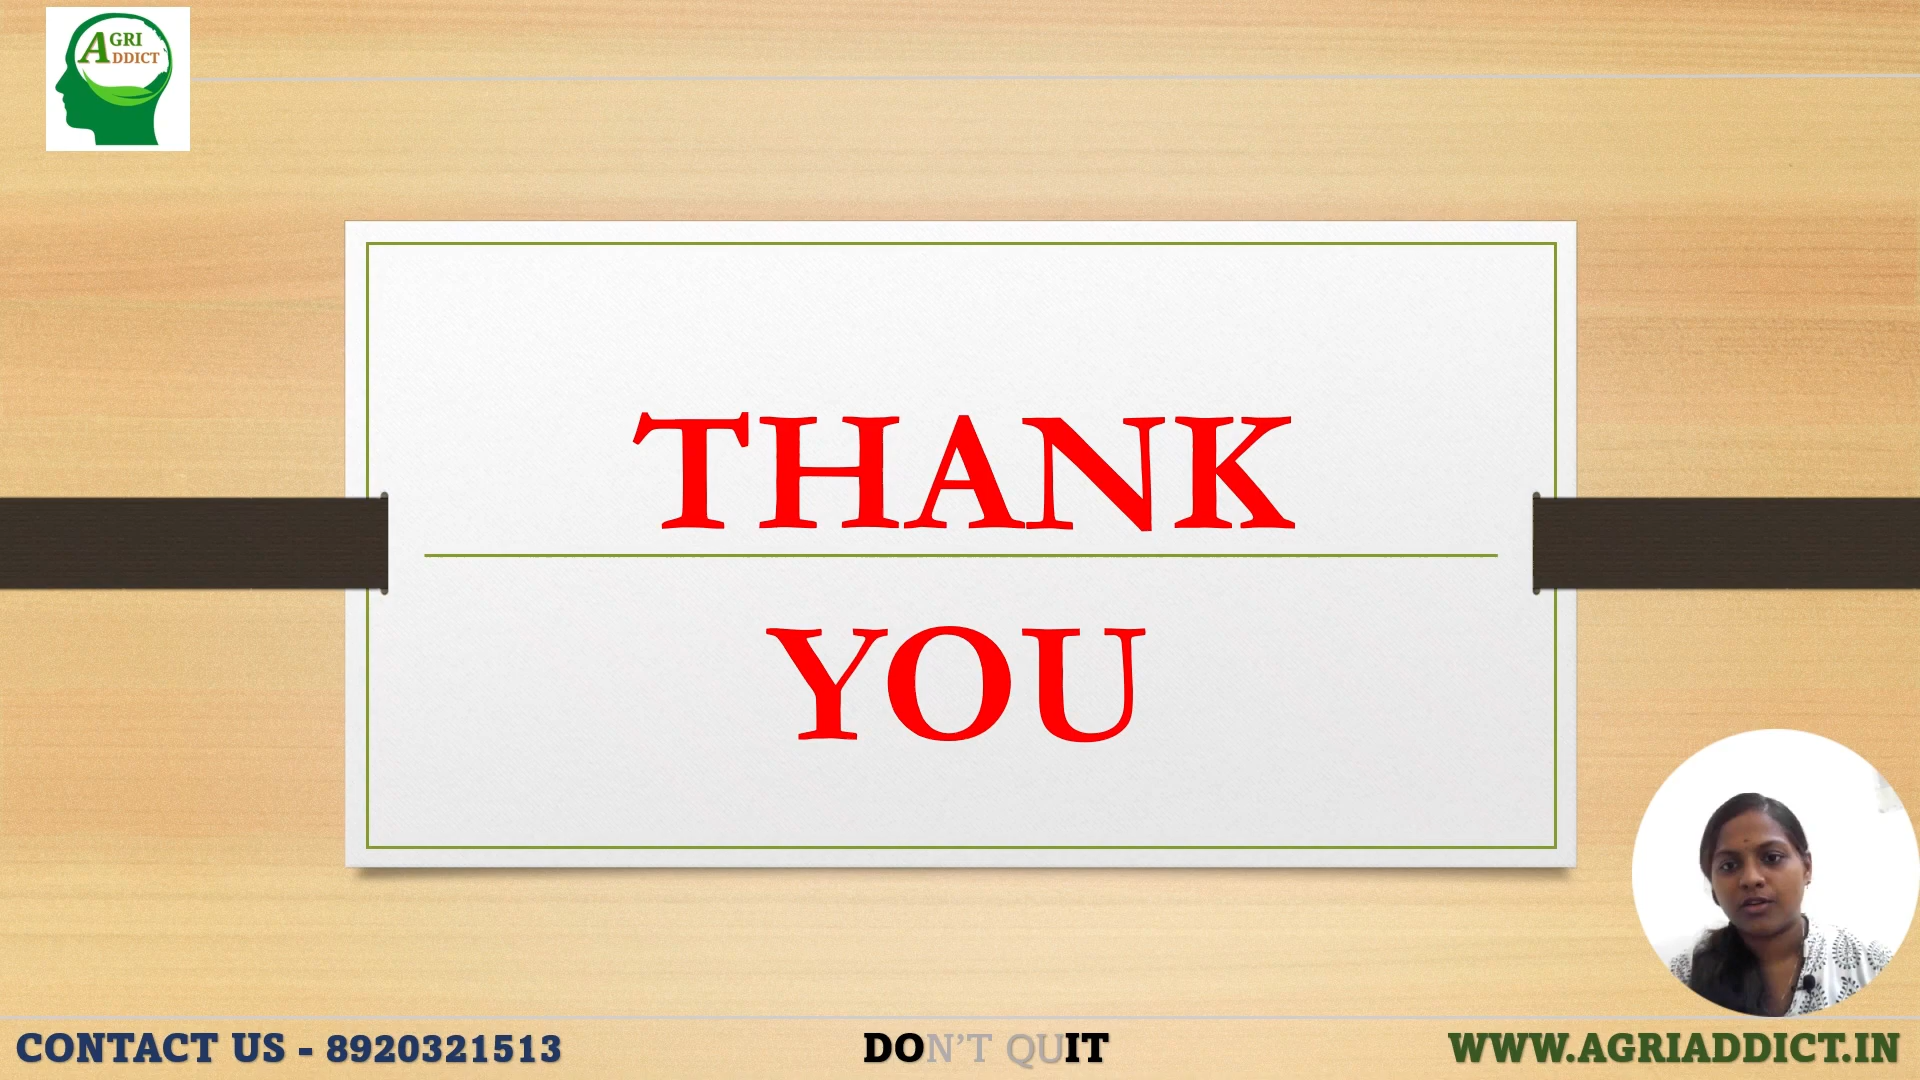 AGRI
ADDICT
THANK
YOU
CONTACT US - 8920321513
DON'T QUIT
WWW.AGRIADDICT.IN